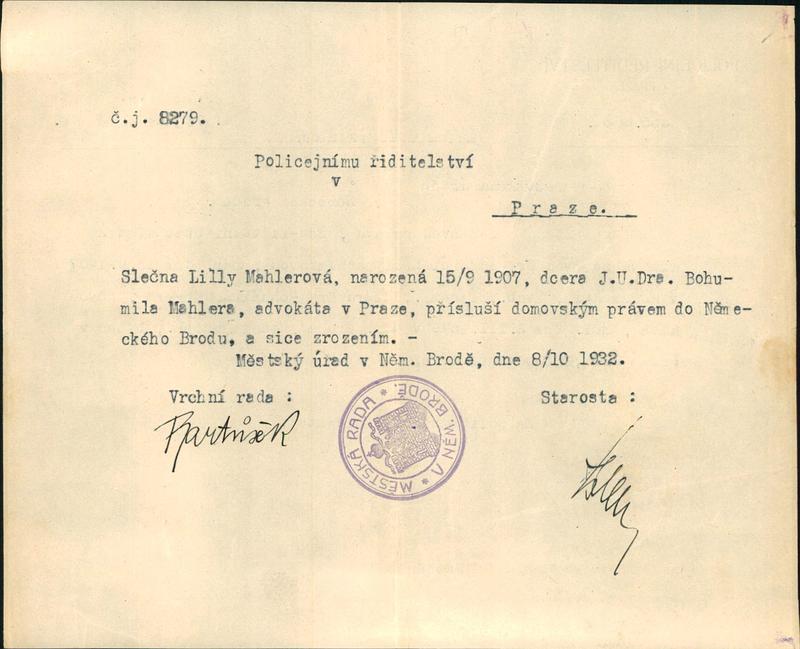 č.j. 8279.
Policejnímu ředitelství
v
Praze.
Slečna Lilly Mahlerová, narozená 15/9 1907, dcera J.U.Dra. Bohu-
mila Mahlera, advokáta v Praze, přísluší domovským právem do Něme-
ckého Brodu, a sice zrozením. -
Městský úrad v Něm. Brodě, dne 8/10 1932.
Vrchní rada :
Starosta :
Bartůšek
* MĚSTSKÁ RADA * V NĚM. BRODĚ.